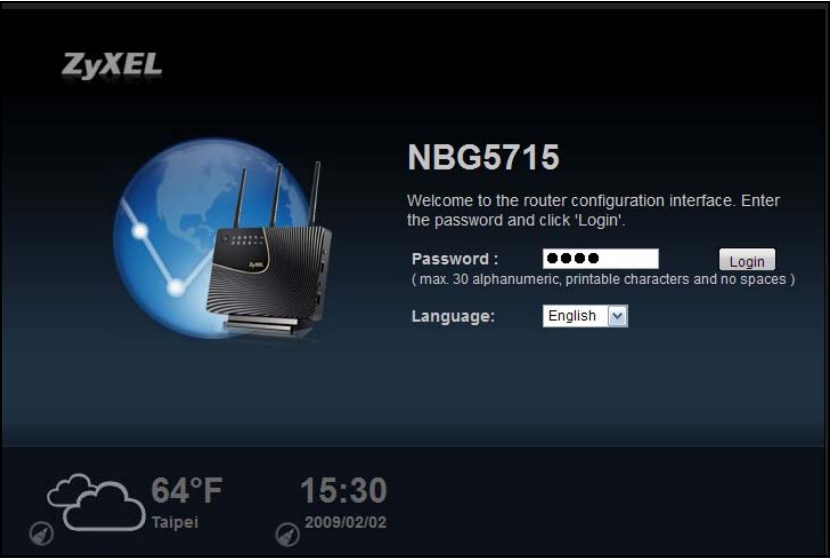 ZyXEL
NBG5715
Welcome to the router configuration interface. Enter
the password and click 'Login'.
Password :
●●●●
Login
( max. 30 alphanumeric, printable characters and no spaces )
Language:
English
64°F
Taipei
15:30
2009/02/02